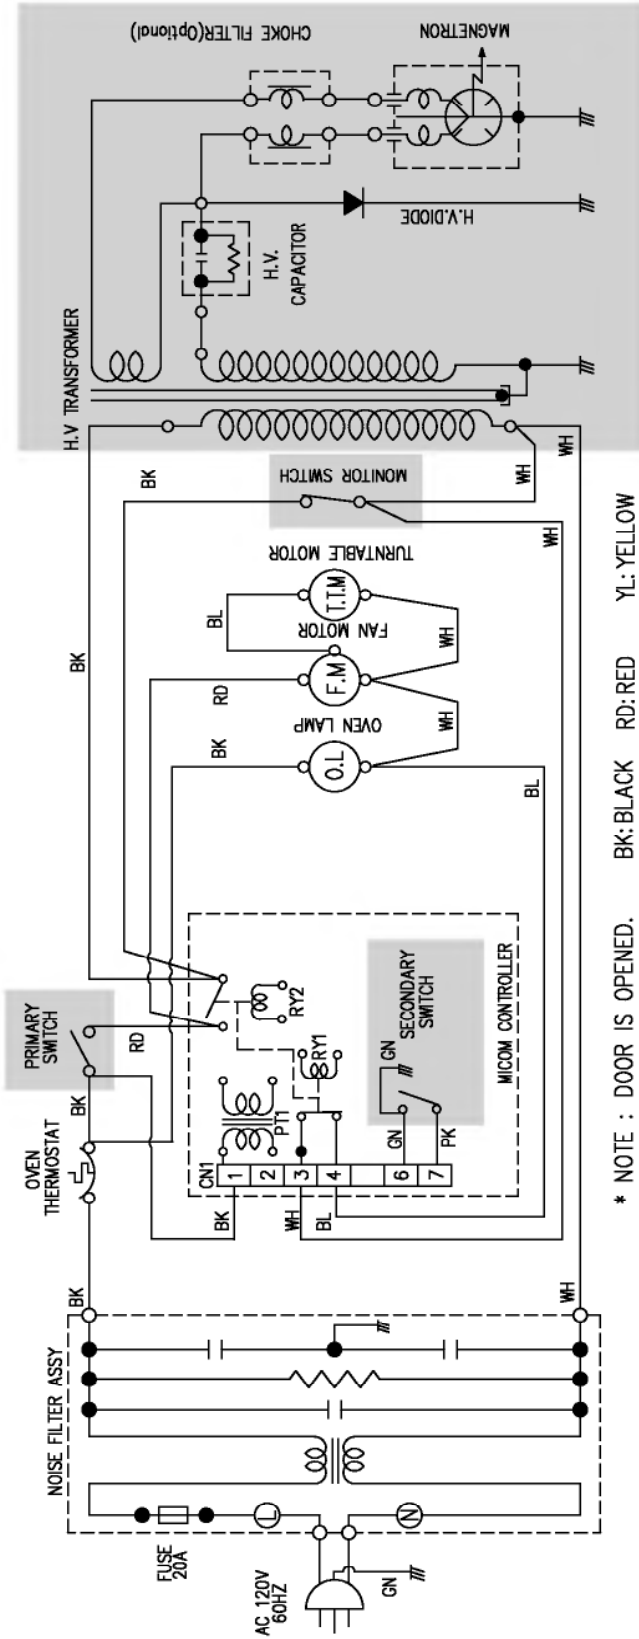 CHOKE FILTER(Optional)
MAGNETRON
H.V.DIODE
H.V.
CAPACITOR
H.V TRANSFORMER
BK
MONITOR SWITCH
WH
WH
WH
TURNTABLE MOTOR
T.T.M
BL
FAN MOTOR
WH
BK
F.M
RD
OVEN LAMP
WH
BK
O.L
BL
PRIMARY
SWITCH
RD
BK
OVEN
THERMOSTAT
RY2
RY1
PT1
SECONDARY
SWITCH
GN
GN
PK
MICOM CONTROLLER
CN1
1
2
3
4
6
7
BK
WH
BL
BK
WH
NOISE FILTER ASSY
FUSE
20A
L
N
AC 120V
60HZ
GN
* NOTE : DOOR IS OPENED.
BK:BLACK
RD:RED
YL:YELLOW